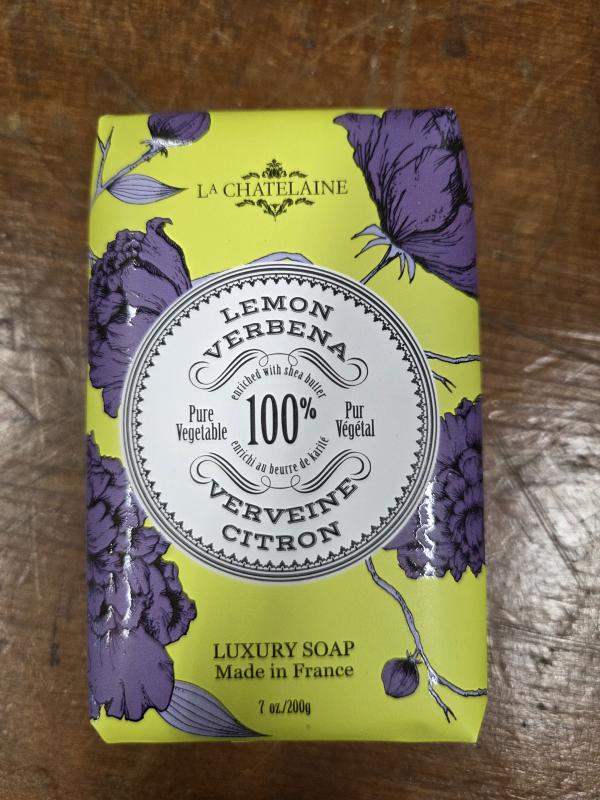 LA CHATELAINE
LEMON
VERBENA
enriched with shea butter
Pure
Vegetable
100%
Pur
Végétal
enrichi au beurre de karité
VERVEINE
CITRON
LUXURY SOAP
Made in France
7 oz./200g